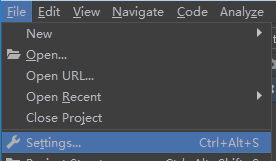 File Edit View Navigate Code Analyze
New
Open...
Open URL...
Open Recent
Close Project
Settings... Ctrl+Alt+S